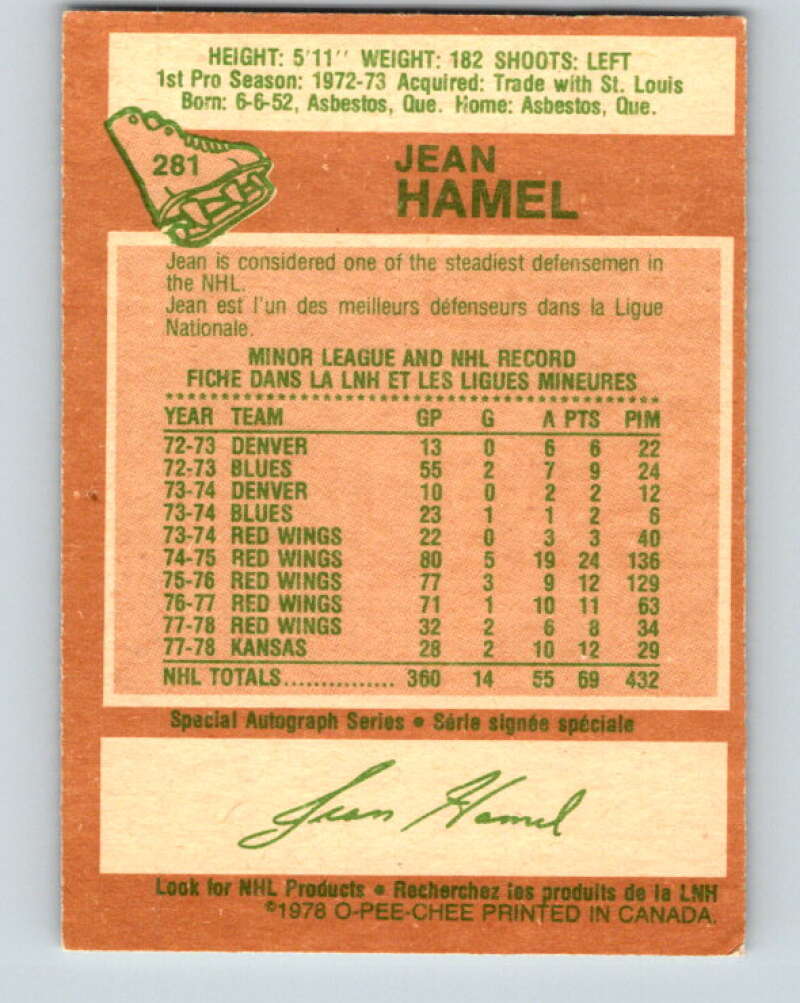 HEIGHT: 5'11'' WEIGHT: 182 SHOOTS: LEFT
1st Pro Season: 1972-73 Acquired: Trade with St. Louis
Born: 6-6-52, Asbestos, Que. Home: Asbestos, Que.
281
JEAN
HAMEL
Jean is considered one of the steadiest defensemen in
the NHL.
Jean est l'un des meilleurs défenseurs dans la Ligue
Nationale.
MINOR LEAGUE AND NHL RECORD
FICHE DANS LA LNH ET LES LIGUES MINEURES
YEAR TEAM GP G A PTS PIM
72-73 DENVER 13 0 6 6 22
72-73 BLUES 55 2 7 9 24
73-74 DENVER 10 0 2 2 12
73-74 BLUES 23 1 1 2 6
73-74 RED WINGS 22 0 3 3 40
74-75 RED WINGS 80 5 19 24 136
75-76 RED WINGS 77 3 9 12 129
76-77 RED WINGS 71 1 10 11 63
77-78 RED WINGS 32 2 6 8 34
77-78 KANSAS 28 2 10 12 29
NHL TOTALS............... 360 14 55 69 432
Special Autograph Series • Série signée spéciale
Jean Hamel
Look for NHL Products • Recherchez les produits de la LNH
©1978 O-PEE-CHEE PRINTED IN CANADA.